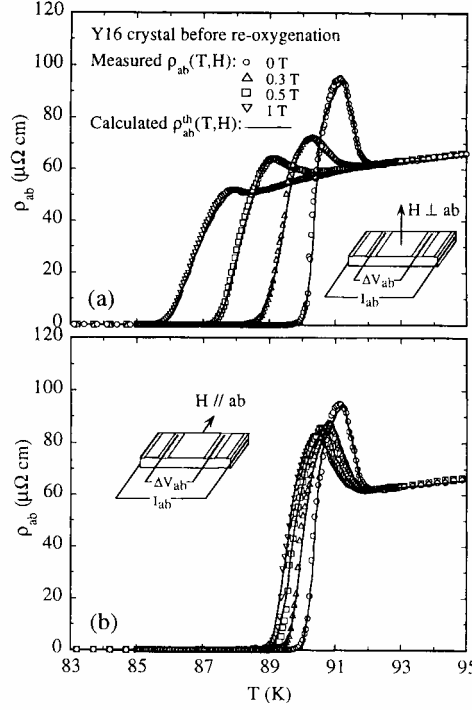 120
Y16 crystal before re-oxygenation
Measured ρab(T,H): ○ 0 T
△ 0.3 T
□ 0.5 T
▽ 1 T
Calculated ρab^th(T,H): ——
100
80
60
40
20
0
ρab (μΩ cm)
H ⊥ ab
ΔVab
Iab
(a)
120
100
80
60
40
20
0
ρab (μΩ cm)
H // ab
ΔVab
Iab
(b)
83 85 87 89 91 93 95
T (K)